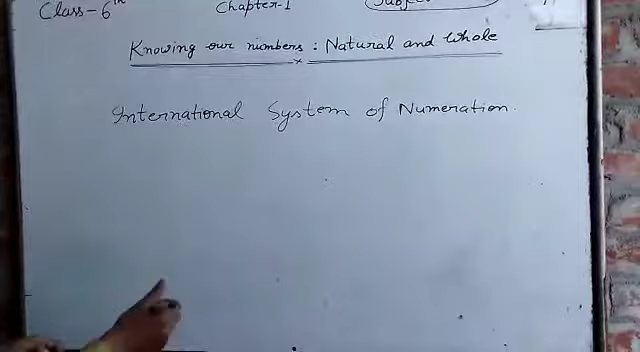 Class-6th Chapter-1
Knowing our numbers : Natural and whole
International System of Numeration.